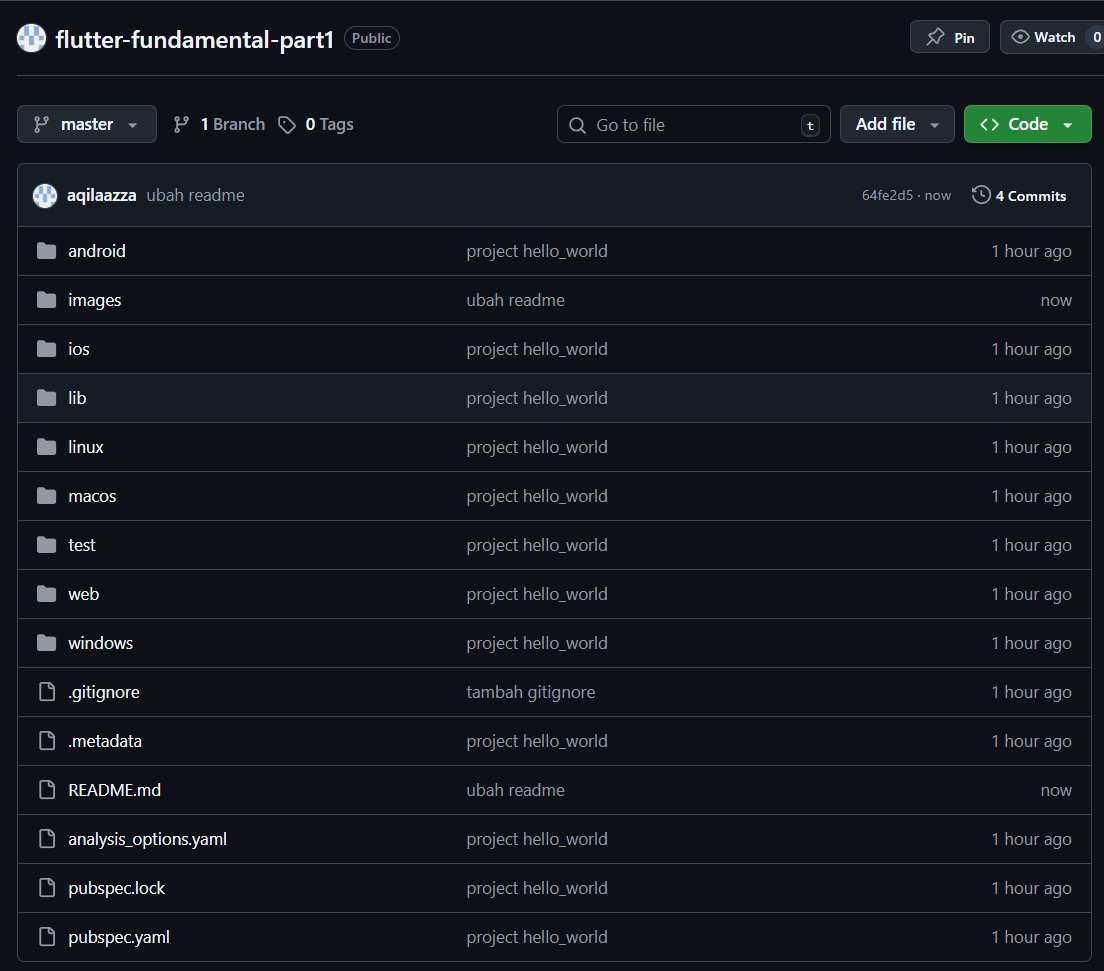 flutter-fundamental-part1 Public Pin Watch 0
master 1 Branch 0 Tags Go to file t Add file Code
aqilaazza ubah readme 64fe2d5 · now 4 Commits
android project hello_world 1 hour ago
images ubah readme now
ios project hello_world 1 hour ago
lib project hello_world 1 hour ago
linux project hello_world 1 hour ago
macos project hello_world 1 hour ago
test project hello_world 1 hour ago
web project hello_world 1 hour ago
windows project hello_world 1 hour ago
.gitignore tambah gitignore 1 hour ago
.metadata project hello_world 1 hour ago
README.md ubah readme now
analysis_options.yaml project hello_world 1 hour ago
pubspec.lock project hello_world 1 hour ago
pubspec.yaml project hello_world 1 hour ago